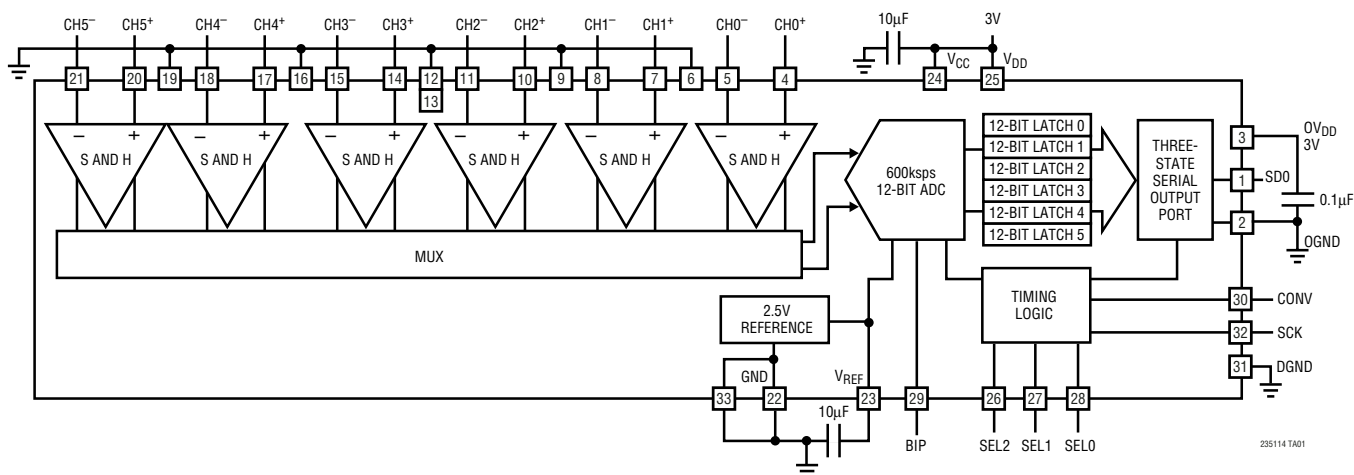 CH5– CH5+ CH4– CH4+ CH3– CH3+ CH2– CH2+ CH1– CH1+ CH0– CH0+
10µF 3V
VCC VDD
21 20 19 18 17 16 15 14 12 11 10 9 8 7 6 5 4 24 25
13
– + – + – + – + – + – +
S AND H S AND H S AND H S AND H S AND H S AND H
600ksps
12-BIT ADC
12-BIT LATCH 0
12-BIT LATCH 1
12-BIT LATCH 2
12-BIT LATCH 3
12-BIT LATCH 4
12-BIT LATCH 5
THREE-
STATE
SERIAL
OUTPUT
PORT
3 OVDD
3V
1 SD0
0.1µF
2
OGND
MUX
2.5V
REFERENCE
TIMING
LOGIC
30 CONV
32 SCK
31 DGND
GND VREF
33 22 23 29 26 27 28
10µF
BIP SEL2 SEL1 SEL0
235114 TA01